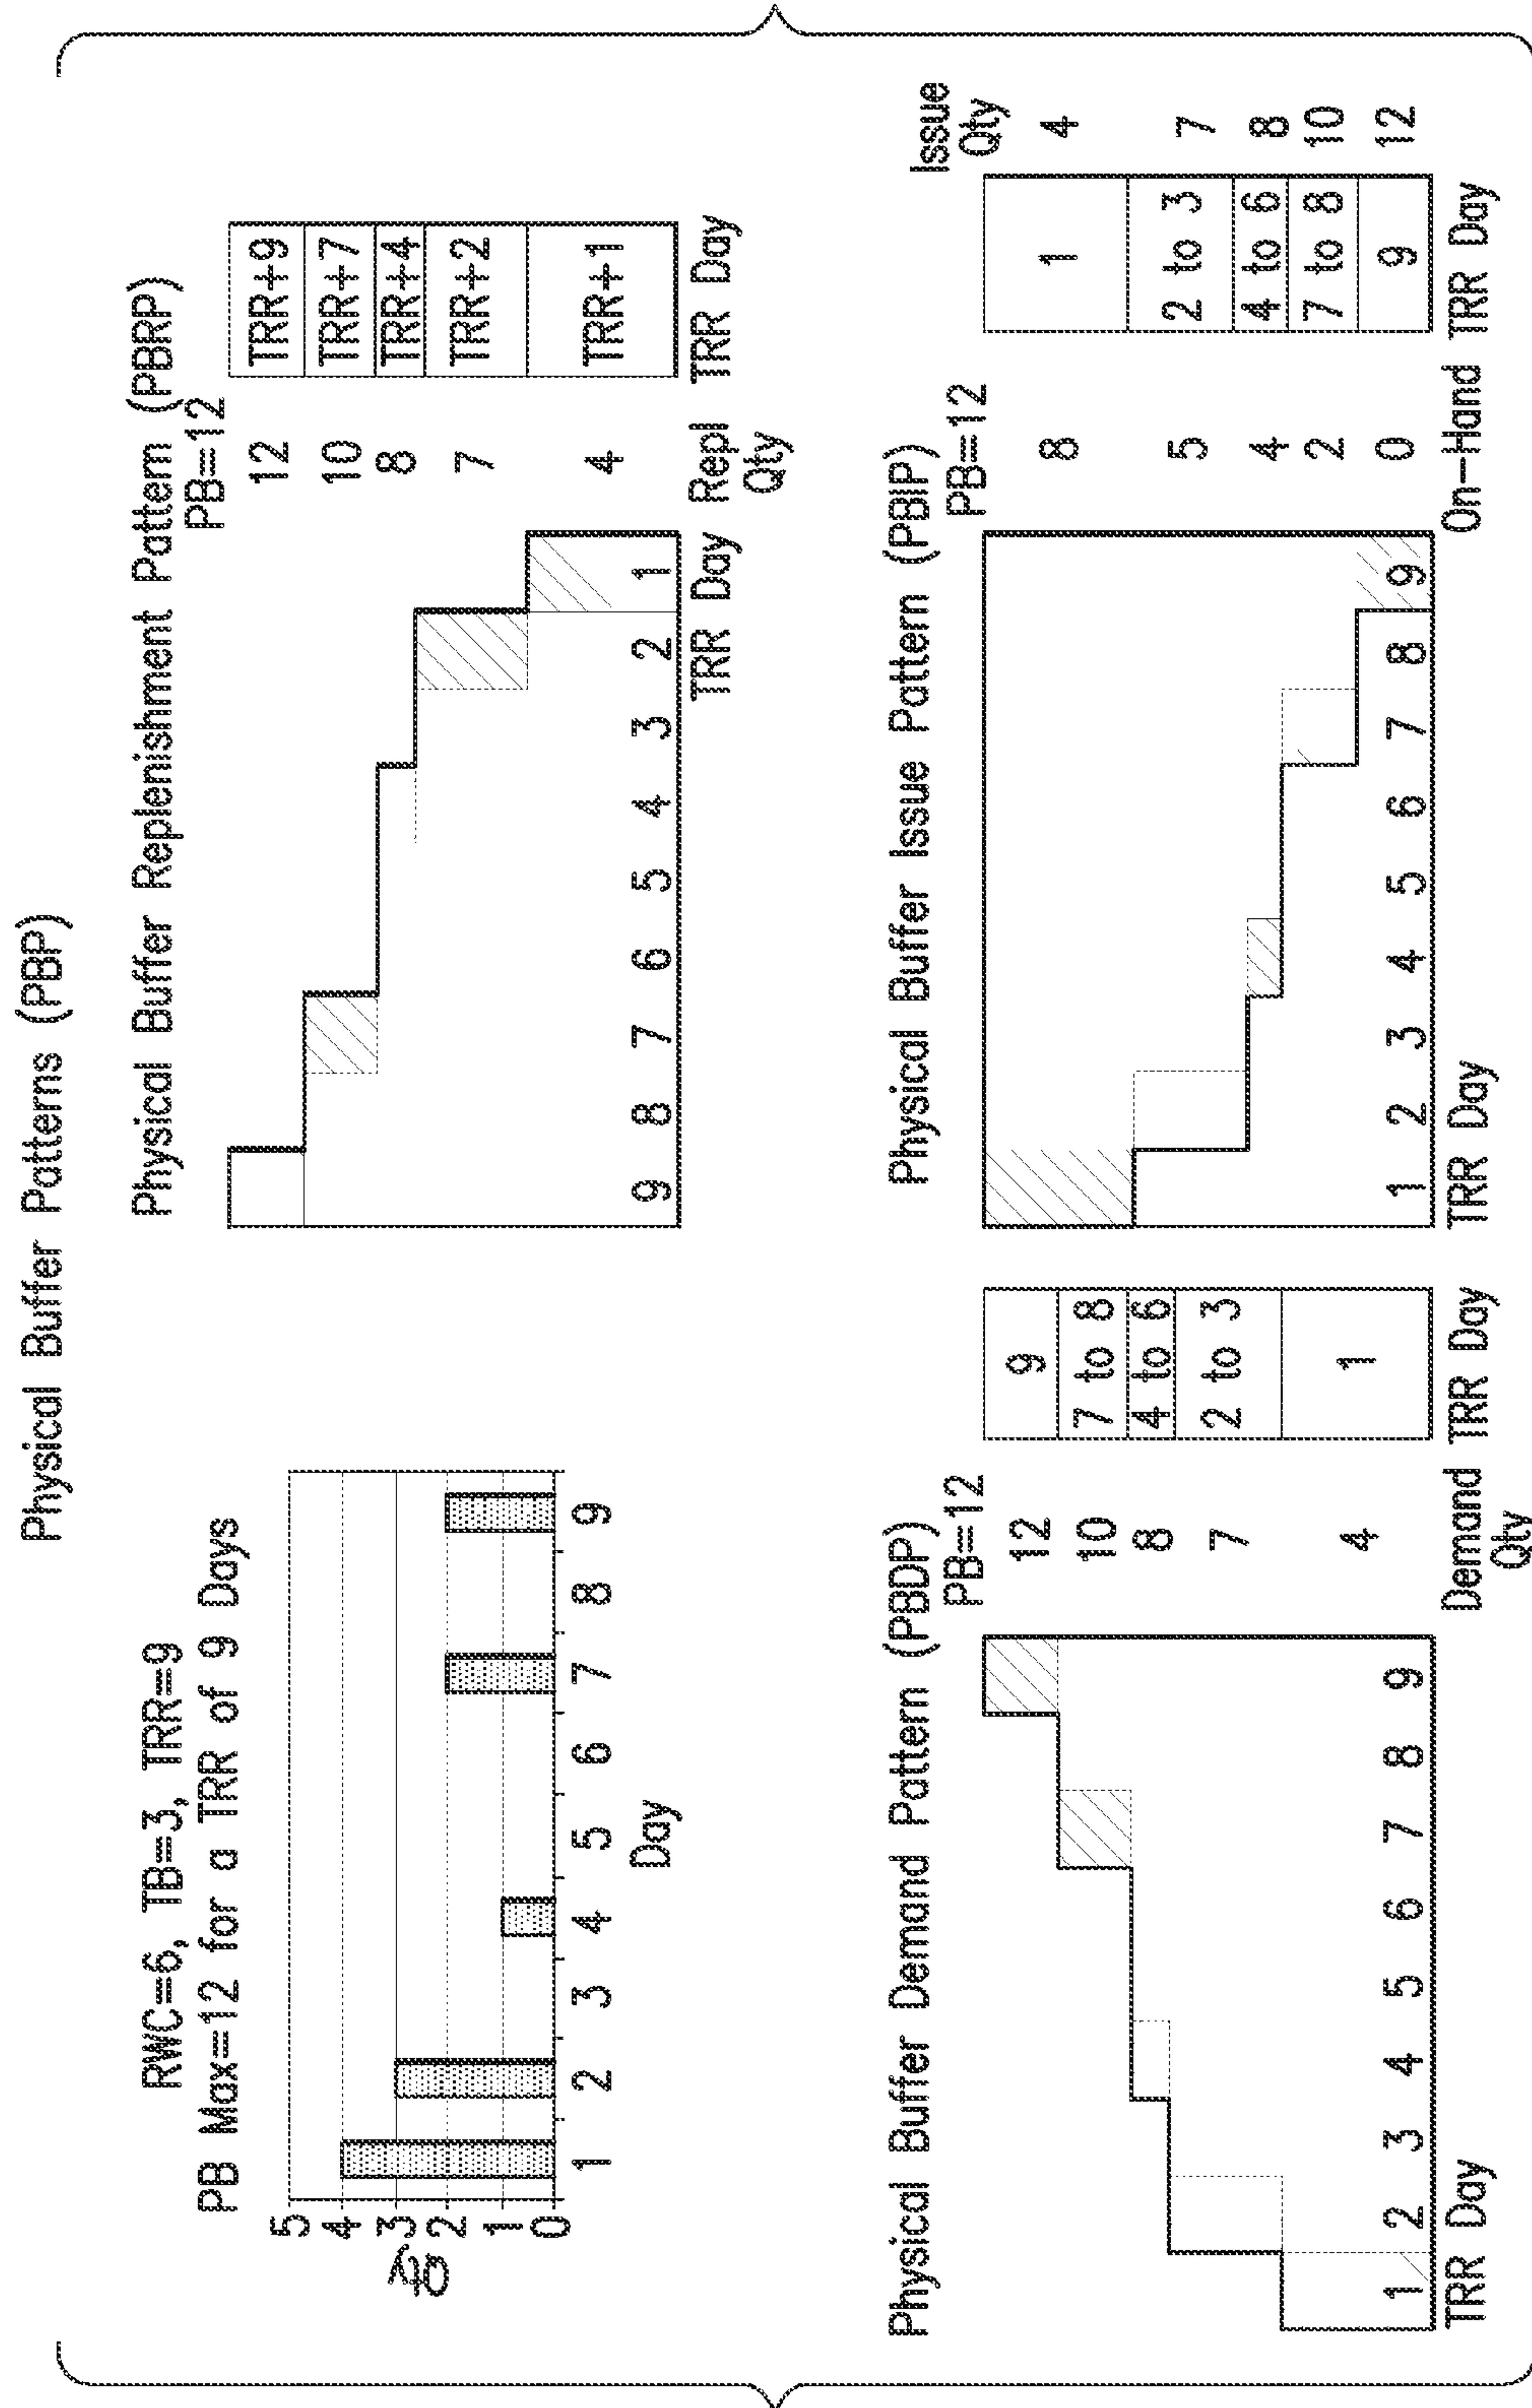 Physical Buffer Patterns (PBP)
RWC=6, TB=3, TRR=9
PB Max=12 for a TRR of 9 Days
Qty
5
4
3
2
1
0
1 2 3 4 5 6 7 8 9
Day
Physical Buffer Replenishment Pattern (PBRP)
PB=12
12 TRR+9
10 TRR+7
8 TRR+4
7 TRR+2
4 TRR+1
9 8 7 6 5 4 3 2 1
TRR Day Repl Qty TRR Day
Physical Buffer Demand Pattern (PBDP)
PB=12
12 9
10 7 to 8
8 4 to 6
7 2 to 3
4 1
1 2 3 4 5 6 7 8 9
TRR Day Demand Qty TRR Day
Physical Buffer Issue Pattern (PBIP)
PB=12
Issue Qty
8 1 4
5 2 to 3 7
4 4 to 6 8
2 7 to 8 10
0 9 12
1 2 3 4 5 6 7 8 9
TRR Day On-Hand TRR Day